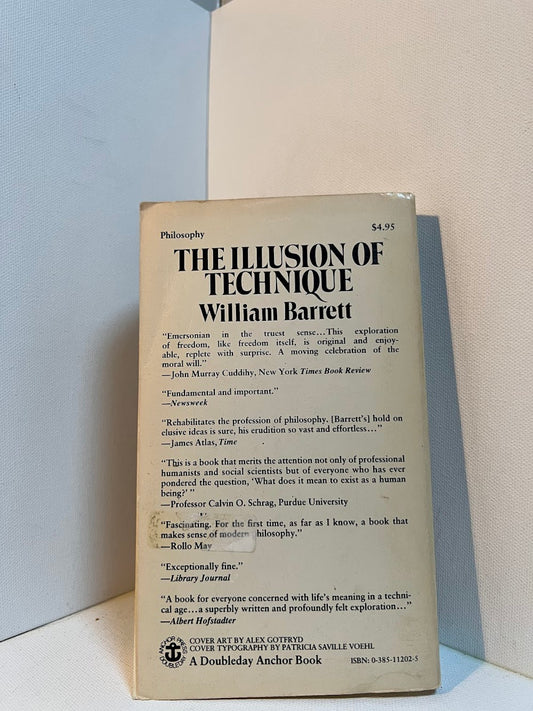 Philosophy $4.95
THE ILLUSION OF
TECHNIQUE
William Barrett
“Emersonian in the truest sense...This exploration
of freedom, like freedom itself, is original and enjoy-
able, replete with surprise. A moving celebration of the
moral will.”
—John Murray Cuddihy, New York Times Book Review
“Fundamental and important.”
—Newsweek
“Rehabilitates the profession of philosophy. [Barrett's] hold on
elusive ideas is sure, his erudition so vast and effortless...”
—James Atlas, Time
“This is a book that merits the attention not only of professional
humanists and social scientists but of everyone who has ever
pondered the question, ‘What does it mean to exist as a human
being?’ ”
—Professor Calvin O. Schrag, Purdue University
“Fascinating. For the first time, as far as I know, a book that
makes sense of modern philosophy.”
—Rollo May
“Exceptionally fine.”
—Library Journal
“A book for everyone concerned with life's meaning in a techni-
cal age...a superbly written and profoundly felt exploration...”
—Albert Hofstadter
ANCHOR PRESS
DOUBLEDAY
COVER ART BY ALEX GOTFRYD
COVER TYPOGRAPHY BY PATRICIA SAVILLE VOEHL
A Doubleday Anchor Book ISBN: 0-385-11202-5